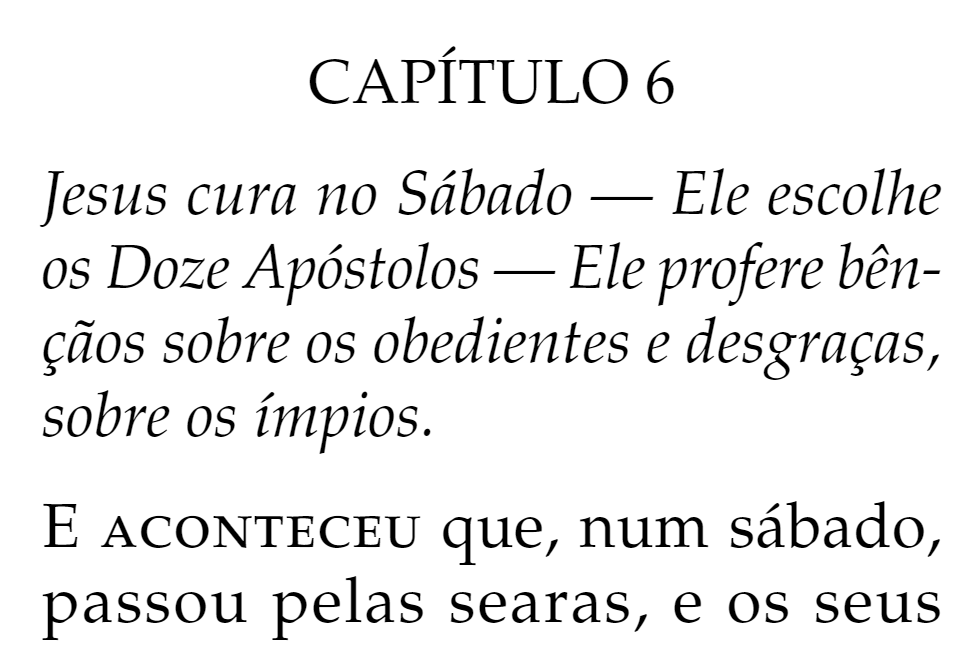 CAPÍTULO 6
Jesus cura no Sábado — Ele escolhe
os Doze Apóstolos — Ele profere bên-
çãos sobre os obedientes e desgraças,
sobre os ímpios.
E ACONTECEU que, num sábado,
passou pelas searas, e os seus